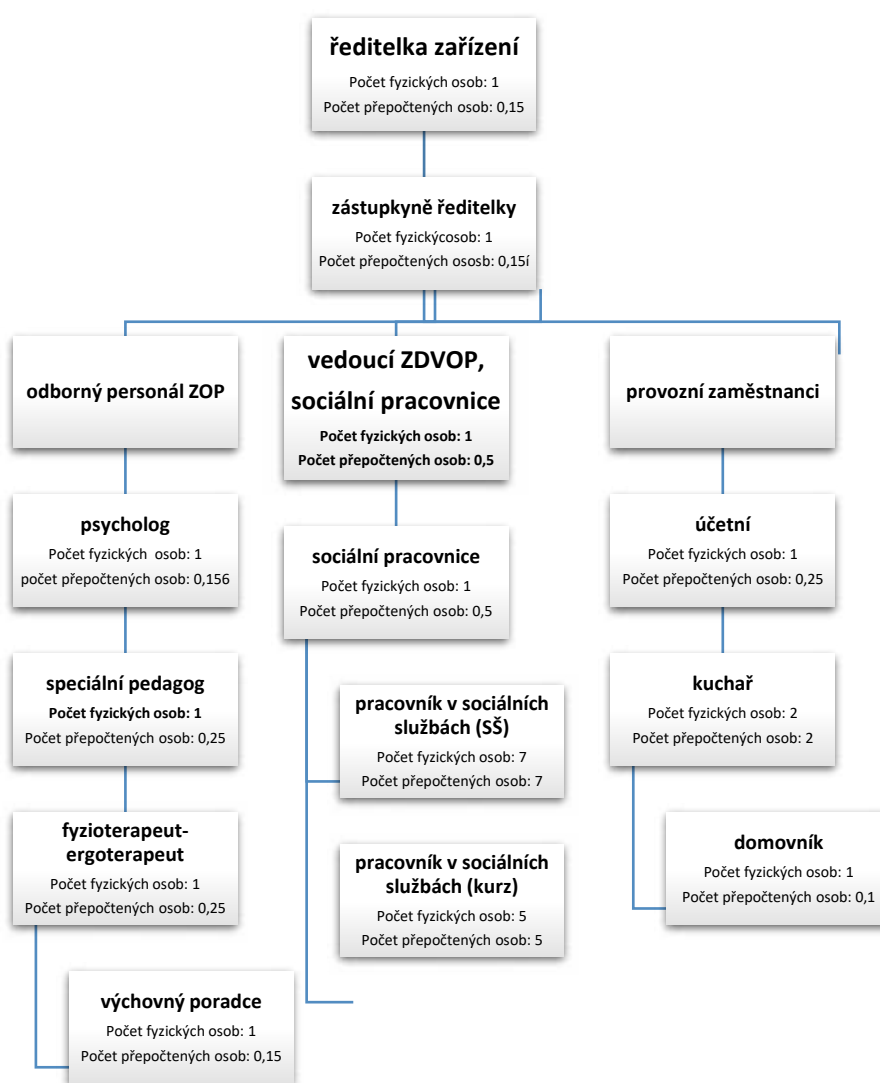 ředitelka zařízení
Počet fyzických osob: 1
Počet přepočtených osob: 0,15
zástupkyně ředitelky
Počet fyzickýcosob: 1
Počet přepočtených ososb: 0,15í
odborný personál ZOP
psycholog
Počet fyzických osob: 1
počet přepočtených osob: 0,156
speciální pedagog
Počet fyzických osob: 1
Počet přepočtených osob: 0,25
fyzioterapeut-
ergoterapeut
Počet fyzických osob: 1
Počet přepočtených osob: 0,25
výchovný poradce
Počet fyzických osob: 1
Počet přepočtených osob: 0,15
vedoucí ZDVOP,
sociální pracovnice
Počet fyzických osob: 1
Počet přepočtených osob: 0,5
sociální pracovnice
Počet fyzických osob: 1
Počet přepočtených osob: 0,5
pracovník v sociálních
službách (SŠ)
Počet fyzických osob: 7
Počet přepočtených osob: 7
pracovník v sociálních
službách (kurz)
Počet fyzických osob: 5
Počet přepočtených osob: 5
provozní zaměstnanci
účetní
Počet fyzických osob: 1
Počet přepočtených osob: 0,25
kuchař
Počet fyzických osob: 2
Počet přepočtených osob: 2
domovník
Počet fyzických osob: 1
Počet přepočtených osob: 0,1